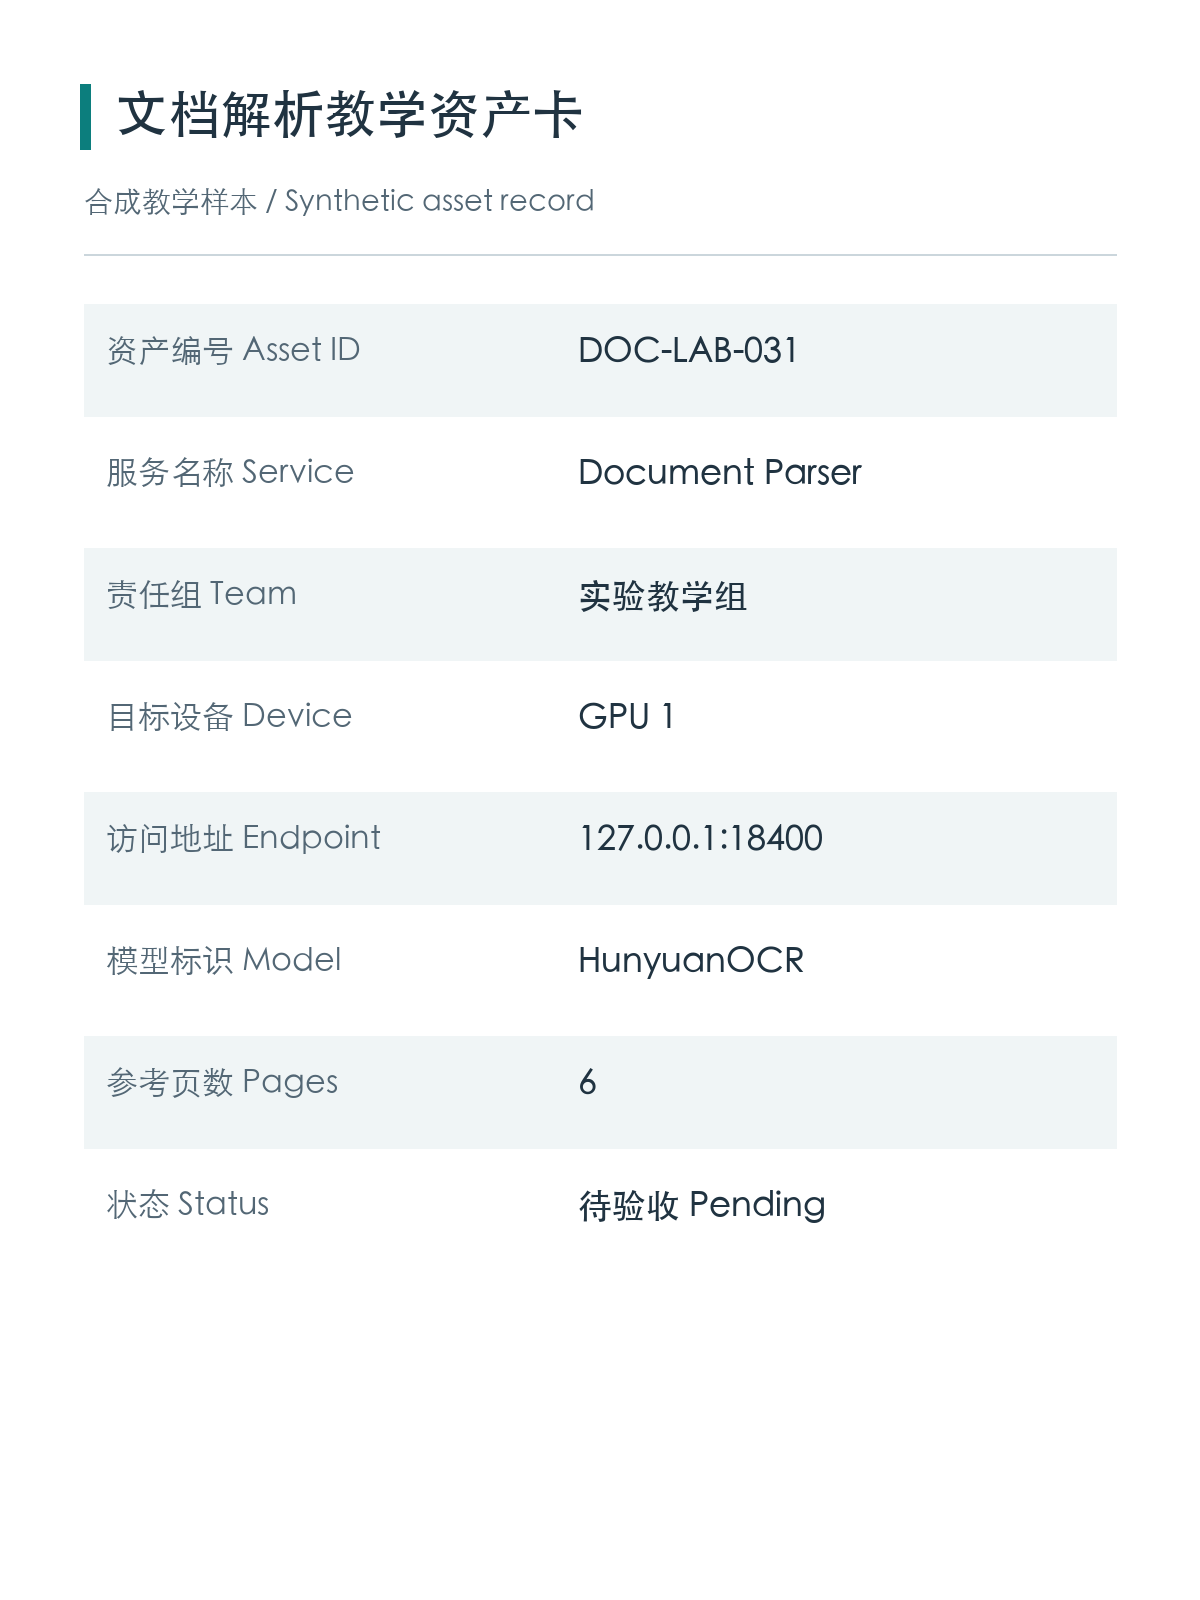 文档解析教学资产卡
合成教学样本 / Synthetic asset record
资产编号 Asset ID DOC-LAB-031
服务名称 Service Document Parser
责任组 Team 实验教学组
目标设备 Device GPU 1
访问地址 Endpoint 127.0.0.1:18400
模型标识 Model HunyuanOCR
参考页数 Pages 6
状态 Status 待验收 Pending